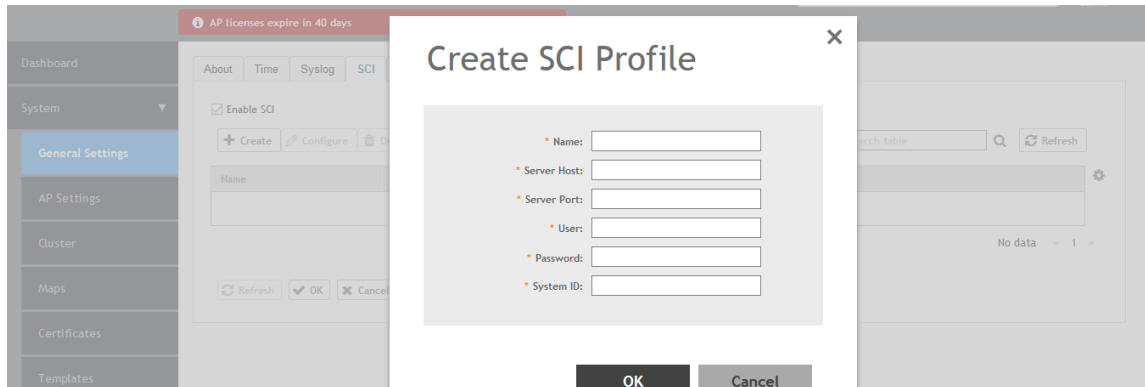 AP licenses expire in 40 days
Create SCI Profile
Dashboard
About Time Syslog SCI
System
Enable SCI
Create Configure
search table
Refresh
* Name:
General Settings
Name
* Server Host:
AP Settings
* Server Port:
* User:
Cluster
No data « 1 »
* Password:
Maps
Refresh OK Cancel
* System ID:
Certificates
Templates
OK Cancel